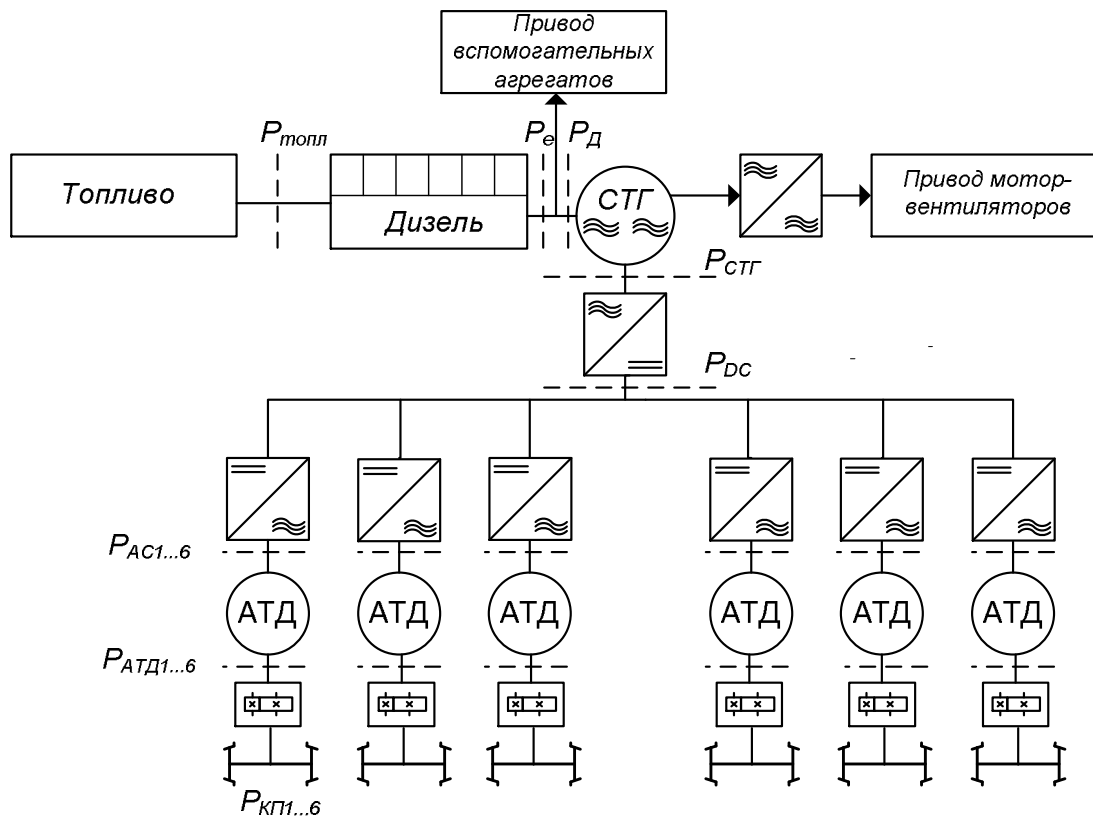 Привод
вспомогательных
агрегатов
Pтопл
Pe
PД
Топливо
Дизель
СТГ
Привод мотор-
вентиляторов
PСТГ
PDC
PАС1...6
АТД АТД АТД АТД АТД АТД
PАТД1...6
PКП1...6